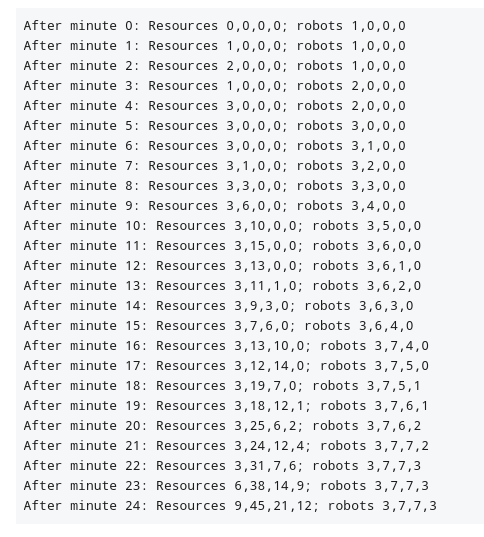 After minute 0: Resources 0,0,0,0; robots 1,0,0,0
After minute 1: Resources 1,0,0,0; robots 1,0,0,0
After minute 2: Resources 2,0,0,0; robots 1,0,0,0
After minute 3: Resources 1,0,0,0; robots 2,0,0,0
After minute 4: Resources 3,0,0,0; robots 2,0,0,0
After minute 5: Resources 3,0,0,0; robots 3,0,0,0
After minute 6: Resources 3,0,0,0; robots 3,1,0,0
After minute 7: Resources 3,1,0,0; robots 3,2,0,0
After minute 8: Resources 3,3,0,0; robots 3,3,0,0
After minute 9: Resources 3,6,0,0; robots 3,4,0,0
After minute 10: Resources 3,10,0,0; robots 3,5,0,0
After minute 11: Resources 3,15,0,0; robots 3,6,0,0
After minute 12: Resources 3,13,0,0; robots 3,6,1,0
After minute 13: Resources 3,11,1,0; robots 3,6,2,0
After minute 14: Resources 3,9,3,0; robots 3,6,3,0
After minute 15: Resources 3,7,6,0; robots 3,6,4,0
After minute 16: Resources 3,13,10,0; robots 3,7,4,0
After minute 17: Resources 3,12,14,0; robots 3,7,5,0
After minute 18: Resources 3,19,7,0; robots 3,7,5,1
After minute 19: Resources 3,18,12,1; robots 3,7,6,1
After minute 20: Resources 3,25,6,2; robots 3,7,6,2
After minute 21: Resources 3,24,12,4; robots 3,7,7,2
After minute 22: Resources 3,31,7,6; robots 3,7,7,3
After minute 23: Resources 6,38,14,9; robots 3,7,7,3
After minute 24: Resources 9,45,21,12; robots 3,7,7,3